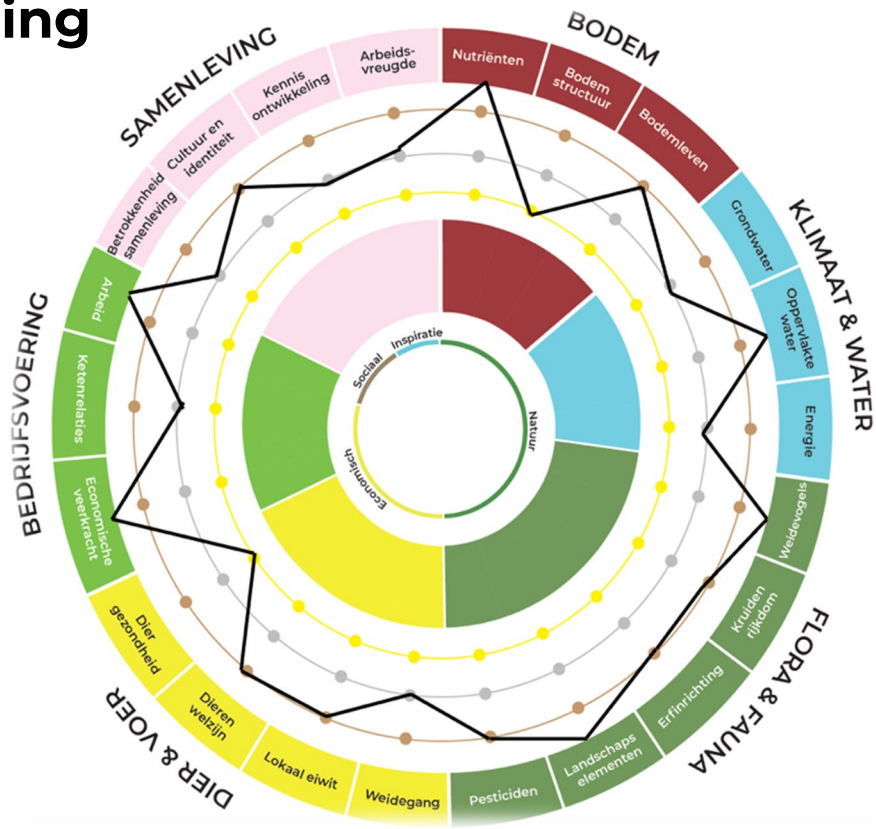 ing
BODEM
Nutriënten
Bodem
structuur
Bodemleven
KLIMAAT & WATER
Grondwater
Oppervlakte
water
Energie
FLORA & FAUNA
Weidevogels
Kruiden
rijkdom
Erfinrichting
Landschaps
elementen
Pesticiden
DIER & VOER
Weidegang
Lokaal eiwit
Dieren
welzijn
Dier
gezondheid
BEDRIJFSVOERING
Economische
veerkracht
Ketenrelaties
Arbeid
SAMENLEVING
Betrokkenheid
samenleving
Cultuur en
identiteit
Kennis
ontwikkeling
Arbeids-
vreugde
Inspiratie
Sociaal
Economisch
Natuur